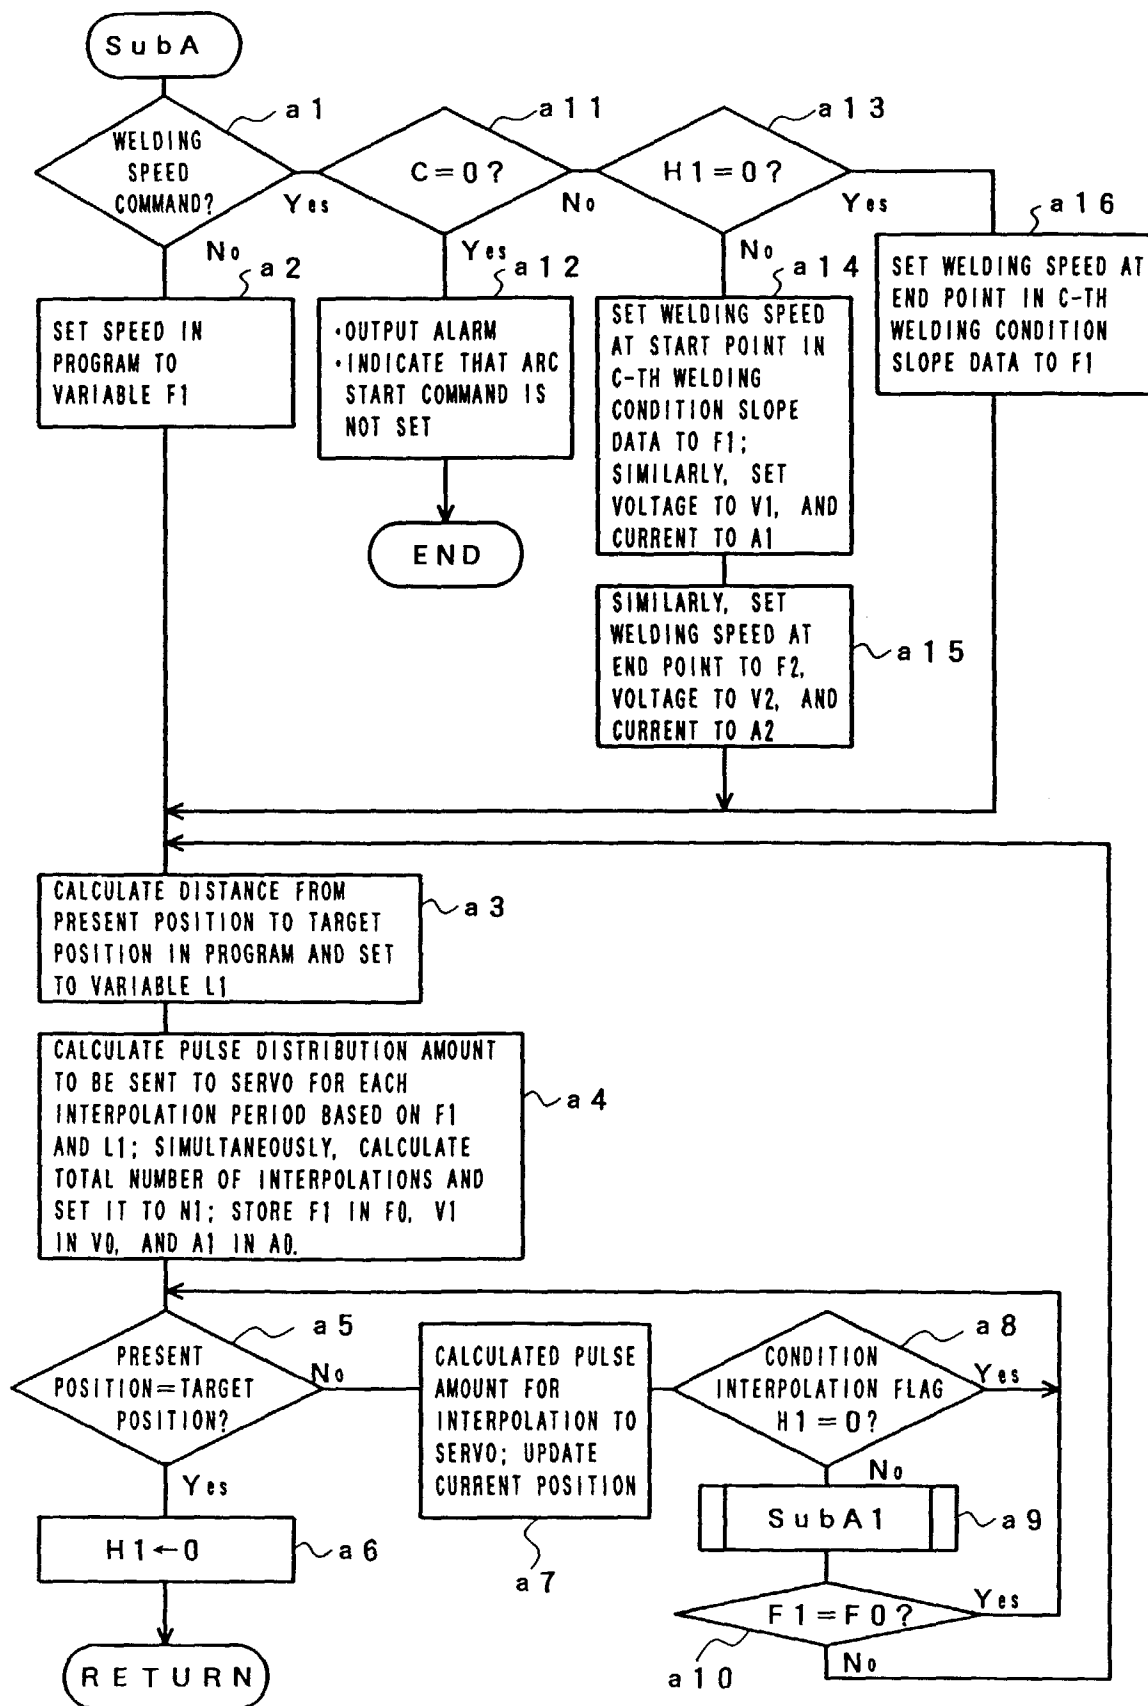 SubA
a1
WELDING
SPEED
COMMAND?
Yes
No
a11
C=0?
No
Yes
a13
H1=0?
Yes
No
a2
SET SPEED IN
PROGRAM TO
VARIABLE F1
a12
•OUTPUT ALARM
•INDICATE THAT ARC
START COMMAND IS
NOT SET
END
a14
SET WELDING SPEED
AT START POINT IN
C-TH WELDING
CONDITION SLOPE
DATA TO F1;
SIMILARLY, SET
VOLTAGE TO V1, AND
CURRENT TO A1
a16
SET WELDING SPEED AT
END POINT IN C-TH
WELDING CONDITION
SLOPE DATA TO F1
SIMILARLY, SET
WELDING SPEED AT
END POINT TO F2,
VOLTAGE TO V2, AND
CURRENT TO A2
a15
CALCULATE DISTANCE FROM
PRESENT POSITION TO TARGET
POSITION IN PROGRAM AND SET
TO VARIABLE L1
a3
CALCULATE PULSE DISTRIBUTION AMOUNT
TO BE SENT TO SERVO FOR EACH
INTERPOLATION PERIOD BASED ON F1
AND L1; SIMULTANEOUSLY, CALCULATE
TOTAL NUMBER OF INTERPOLATIONS AND
SET IT TO N1; STORE F1 IN F0, V1
IN V0, AND A1 IN A0.
a4
a5
PRESENT
POSITION=TARGET
POSITION?
No
Yes
CALCULATED PULSE
AMOUNT FOR
INTERPOLATION TO
SERVO; UPDATE
CURRENT POSITION
a7
a8
CONDITION
INTERPOLATION FLAG
H1=0?
Yes
No
SubA1
a9
H1←0
a6
F1=F0?
Yes
No
a10
RETURN